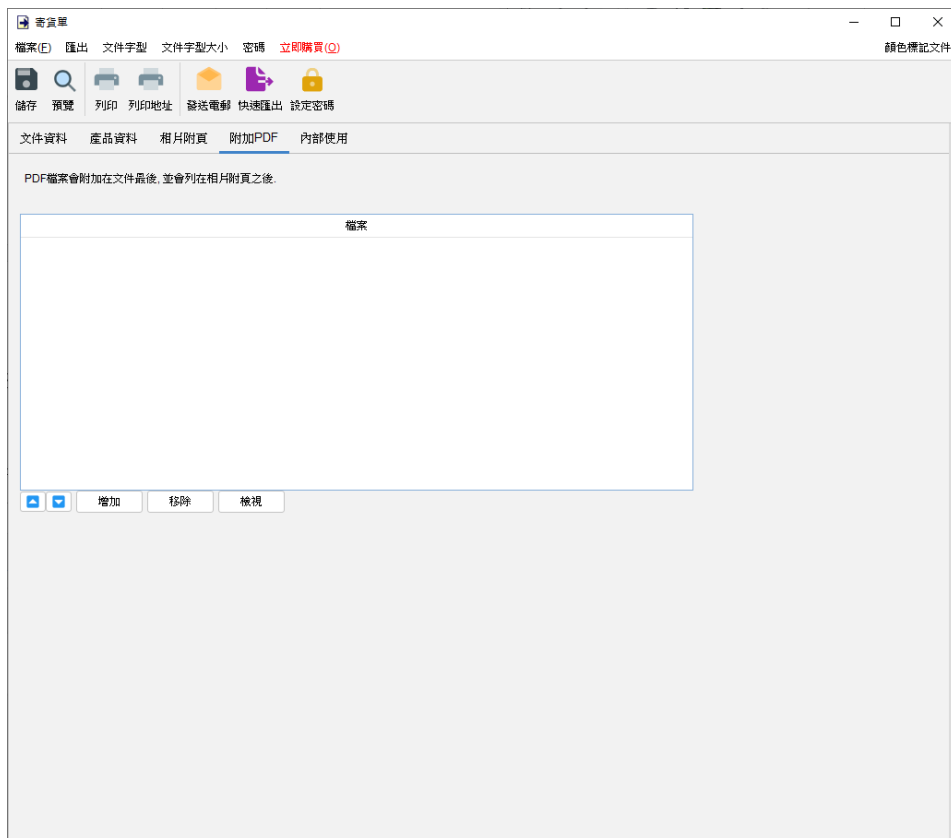 寄貨單
檔案(F) 匯出 文件字型 文件字型大小 密碼 立即購買(O) 顏色標記文件
儲存 預覽 列印 列印地址 發送電郵 快速匯出 設定密碼
文件資料 產品資料 相片附頁 附加PDF 內部使用
PDF檔案會附加在文件最後, 並會列在相片附頁之後.
檔案
增加 移除 檢視